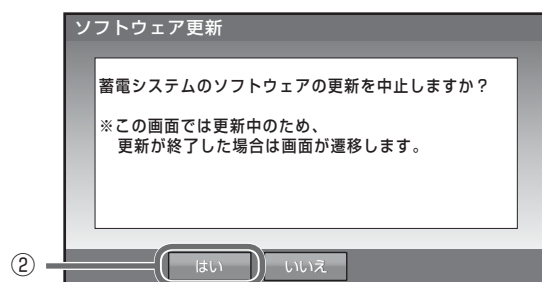 ソフトウェア更新
蓄電システムのソフトウェアの更新を中止しますか？
※この画面では更新中のため、
更新が終了した場合は画面が遷移します。
② はい いいえ